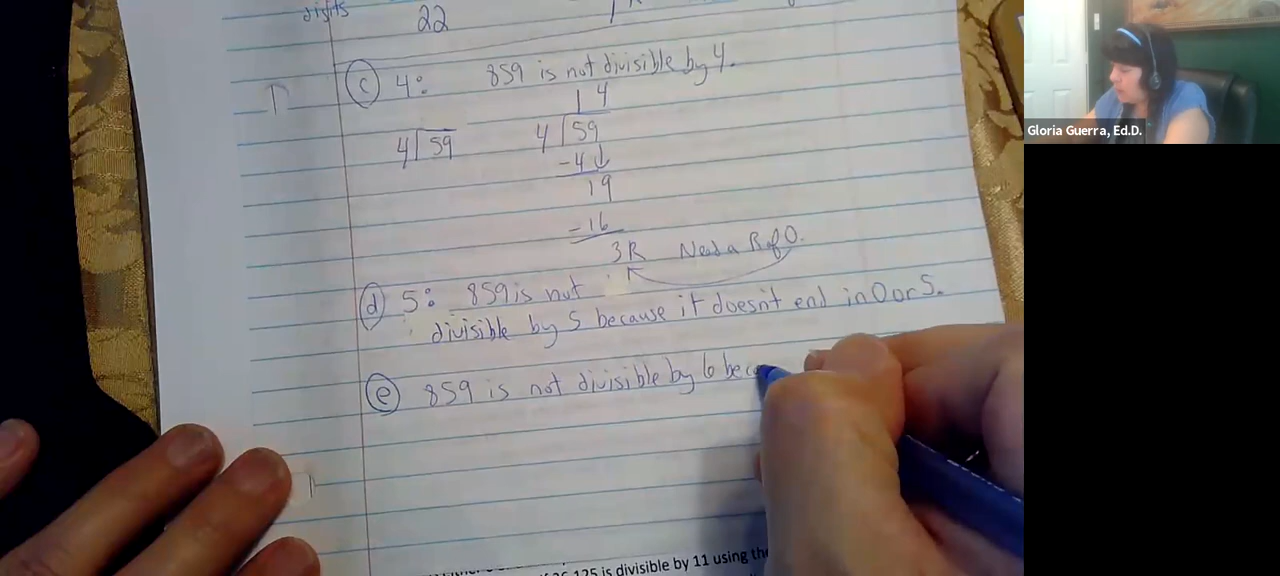 digits
22
(c) 4: 859 is not divisible by 4.
14
4 59 4 59
-4↓
19
-16
3R Need a R of 0.
(d) 5: 859 is not
divisible by 5 because it doesn't end in 0 or 5.
(e) 859 is not divisible by 6 beca
125 is divisible by 11 using the
Gloria Guerra, Ed.D.